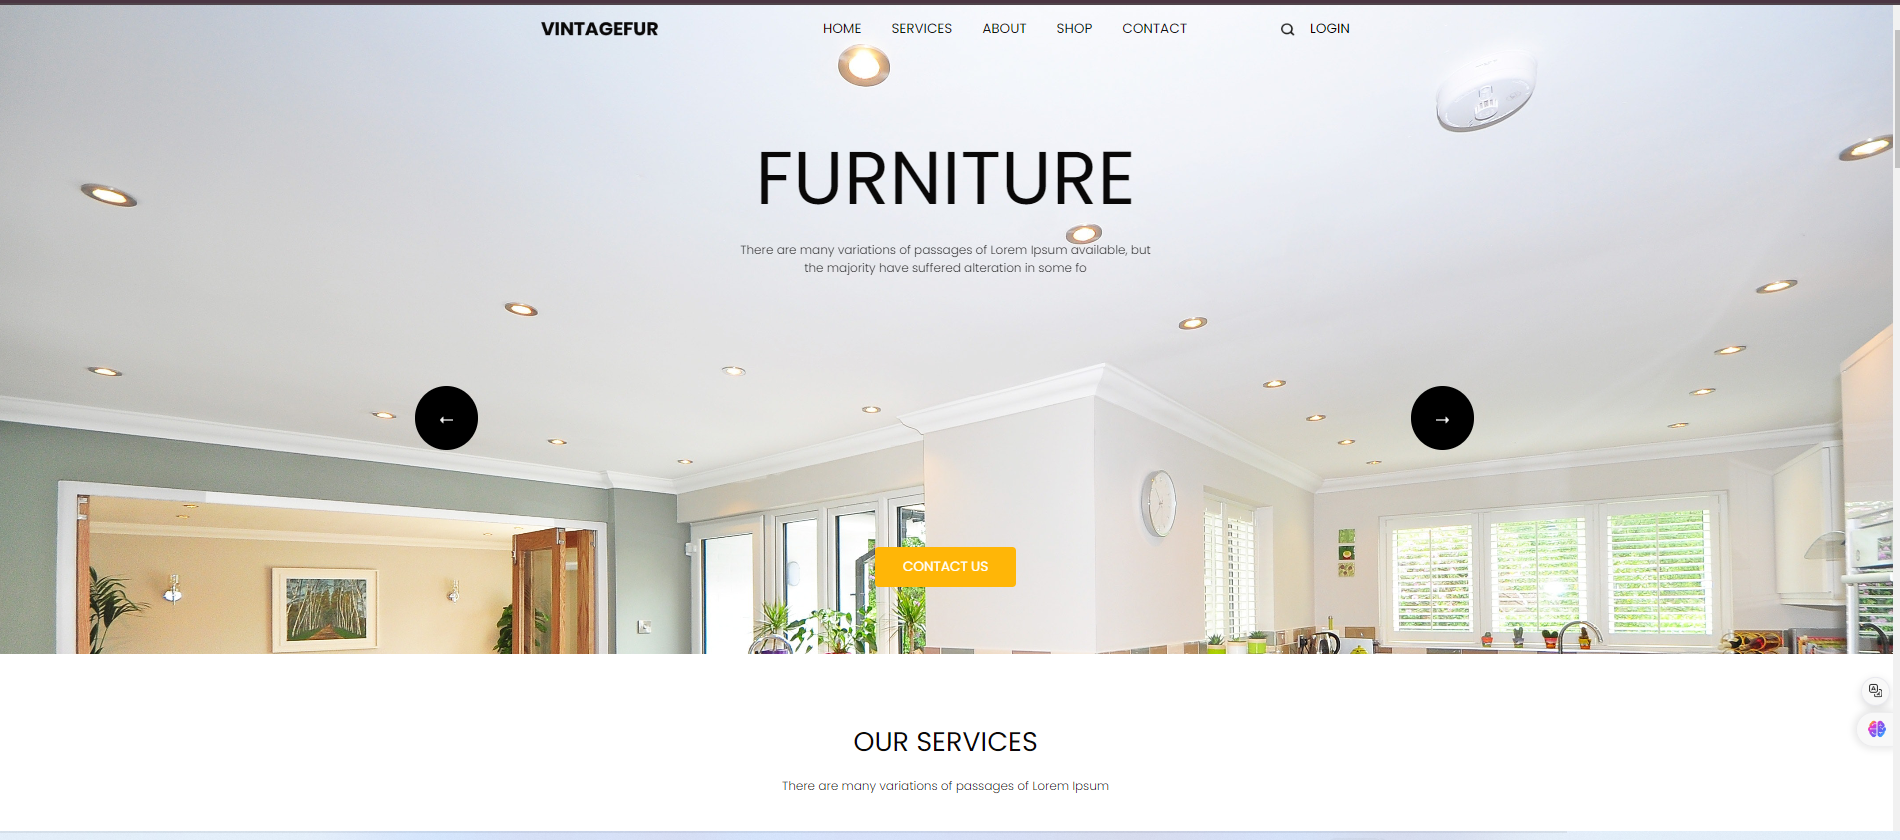 VINTAGEFUR
HOME SERVICES ABOUT SHOP CONTACT
LOGIN
FURNITURE
There are many variations of passages of Lorem Ipsum available, but
the majority have suffered alteration in some fo
CONTACT US
OUR SERVICES
There are many variations of passages of Lorem Ipsum